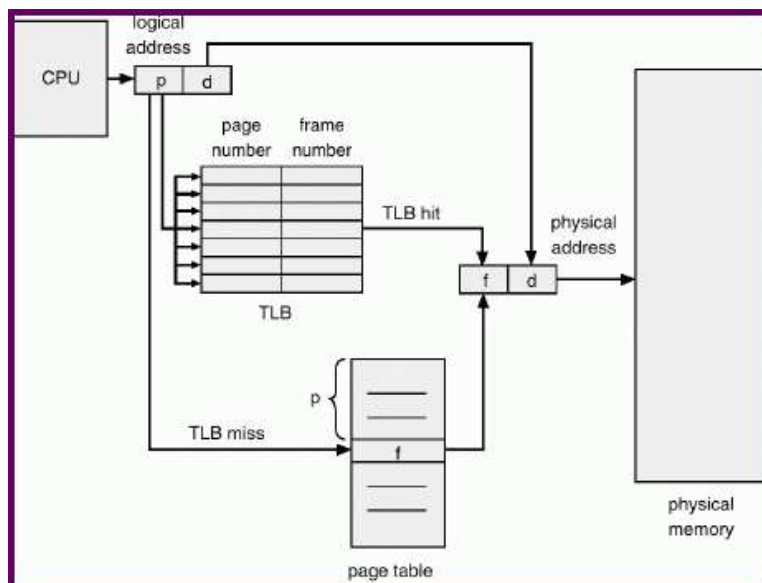 logical
address
CPU
p d
page frame
number number
TLB hit
physical
address
f d
TLB
p
TLB miss
f
physical
memory
page table